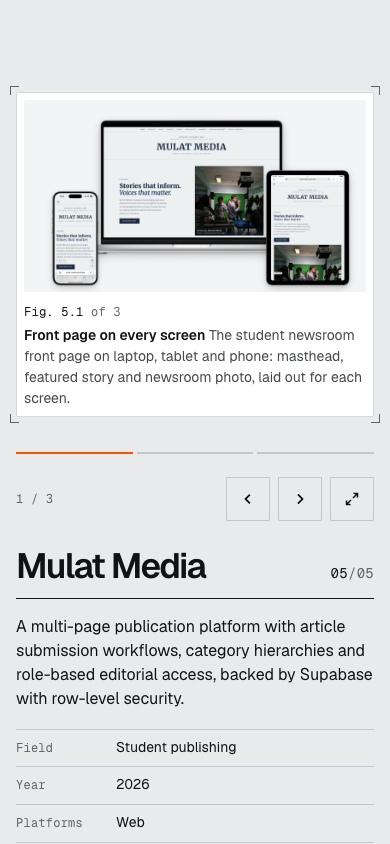 MULAT MEDIA
Stories that inform.
Voices that matter.
MULAT MEDIA
Stories that inform.
Voices that matter.
MULAT MEDIA
Stories that inform.
Voices that matter.
Fig. 5.1 of 3
Front page on every screen The student newsroom
front page on laptop, tablet and phone: masthead,
featured story and newsroom photo, laid out for each
screen.
1 / 3
Mulat Media
05/05
A multi-page publication platform with article
submission workflows, category hierarchies and
role-based editorial access, backed by Supabase
with row-level security.
Field Student publishing
Year 2026
Platforms Web